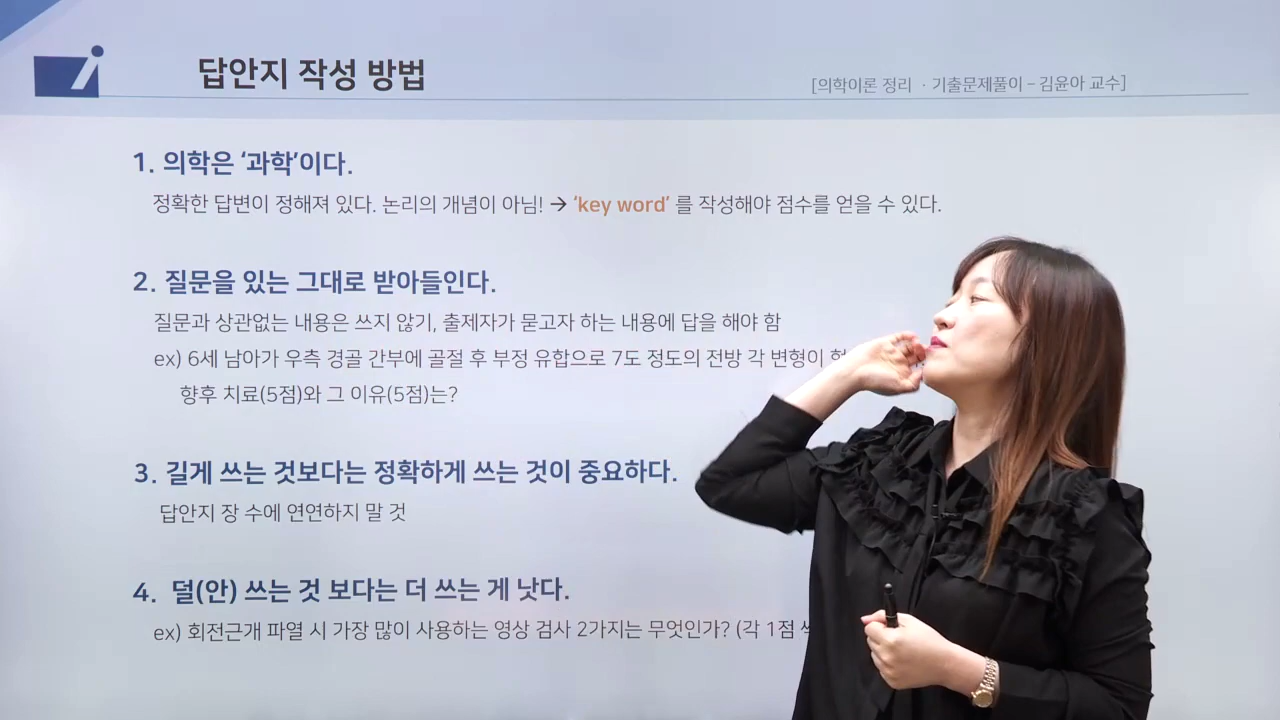 답안지 작성 방법
[의학이론 정리 · 기출문제풀이 – 김윤아 교수]
1. 의학은 ‘과학’이다.
정확한 답변이 정해져 있다. 논리의 개념이 아님! → ‘key word’ 를 작성해야 점수를 얻을 수 있다.
2. 질문을 있는 그대로 받아들인다.
질문과 상관없는 내용은 쓰지 않기, 출제자가 묻고자 하는 내용에 답을 해야 함
ex) 6세 남아가 우측 경골 간부에 골절 후 부정 유합으로 7도 정도의 전방 각 변형이
향후 치료(5점)와 그 이유(5점)는?
3. 길게 쓰는 것보다는 정확하게 쓰는 것이 중요하다.
답안지 장 수에 연연하지 말 것
4. 덜(안) 쓰는 것 보다는 더 쓰는 게 낫다.
ex) 회전근개 파열 시 가장 많이 사용하는 영상 검사 2가지는 무엇인가? (각 1점